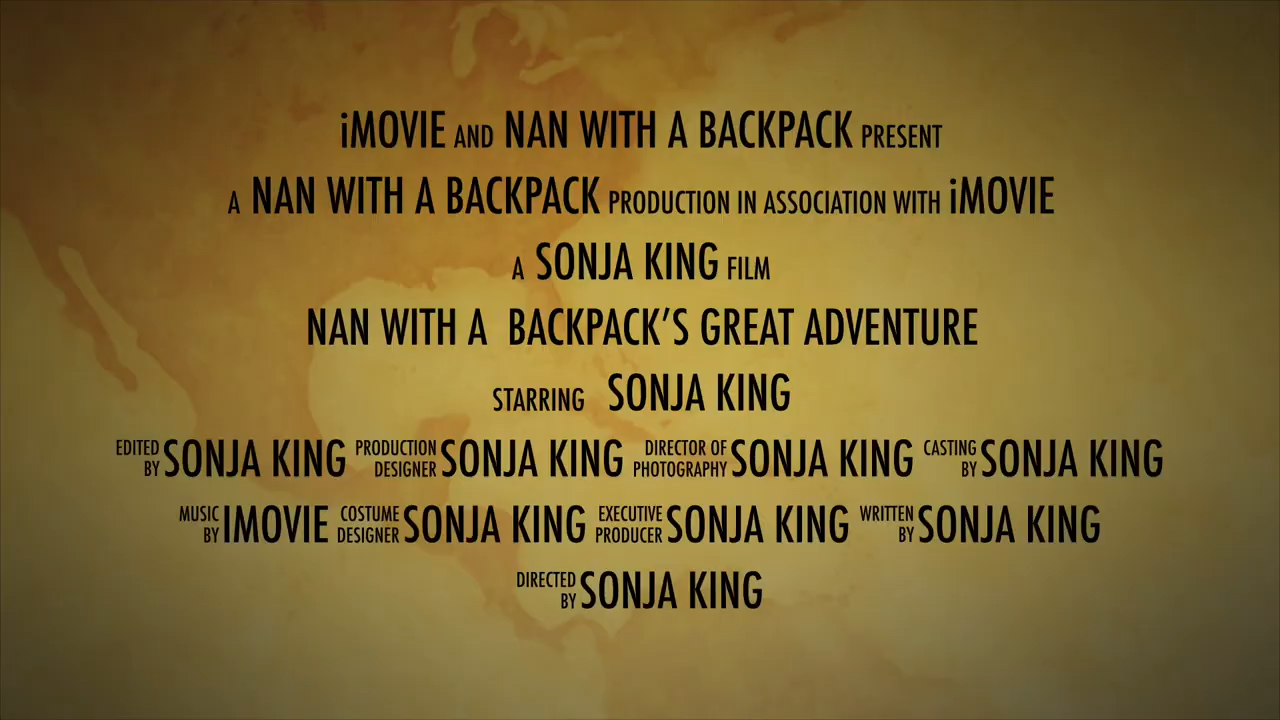 iMOVIE AND NAN WITH A BACKPACK PRESENT
A NAN WITH A BACKPACK PRODUCTION IN ASSOCIATION WITH iMOVIE
A SONJA KING FILM
NAN WITH A BACKPACK'S GREAT ADVENTURE
STARRING SONJA KING
EDITED BY SONJA KING PRODUCTION DESIGNER SONJA KING DIRECTOR OF PHOTOGRAPHY SONJA KING CASTING BY SONJA KING
MUSIC BY IMOVIE COSTUME DESIGNER SONJA KING EXECUTIVE PRODUCER SONJA KING WRITTEN BY SONJA KING
DIRECTED BY SONJA KING